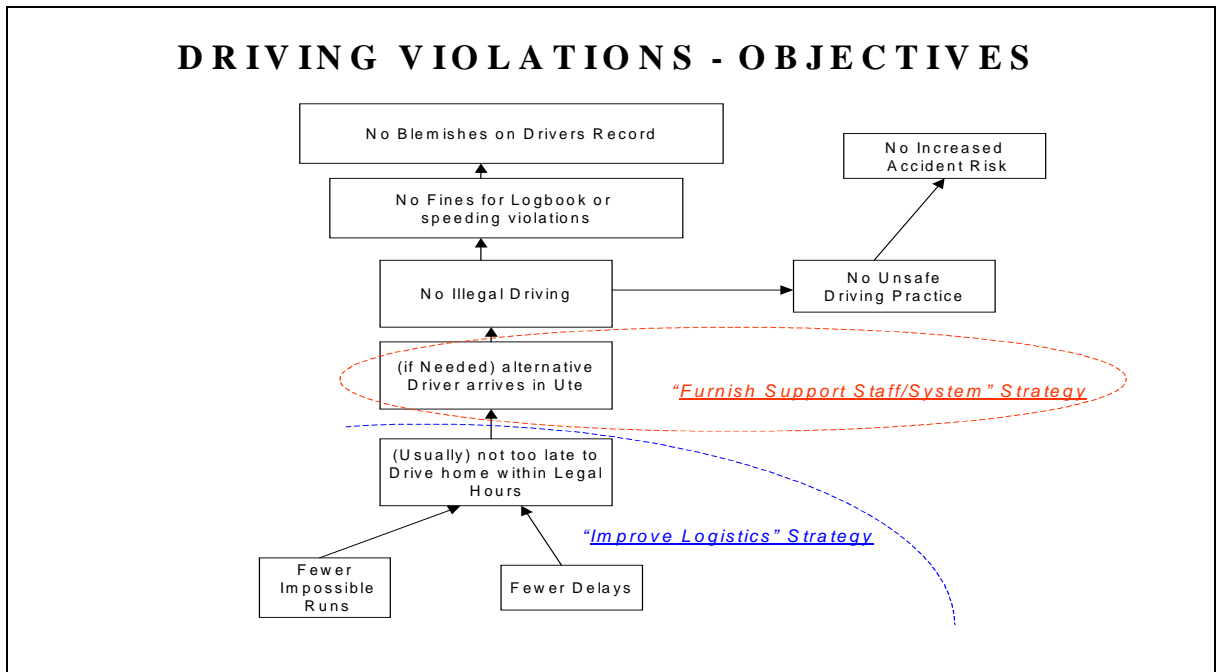 DRIVING VIOLATIONS - OBJECTIVES
No Blemishes on Drivers Record
No Increased
Accident Risk
No Fines for Logbook or
speeding violations
No Illegal Driving
No Unsafe
Driving Practice
(if Needed) alternative
Driver arrives in Ute
“Furnish Support Staff/System” Strategy
(Usually) not too late to
Drive home within Legal
Hours
“Improve Logistics” Strategy
Fewer
Impossible
Runs
Fewer Delays